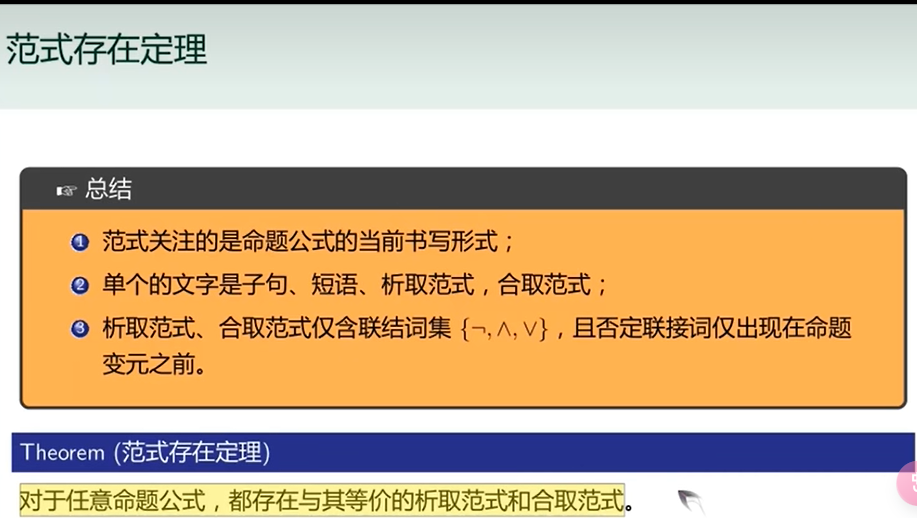 范式存在定理
☞ 总结
1 范式关注的是命题公式的当前书写形式；
2 单个的文字是子句、短语、析取范式，合取范式；
3 析取范式、合取范式仅含联结词集 {¬, ∧, ∨}，且否定联接词仅出现在命题
变元之前。
Theorem (范式存在定理)
对于任意命题公式，都存在与其等价的析取范式和合取范式。